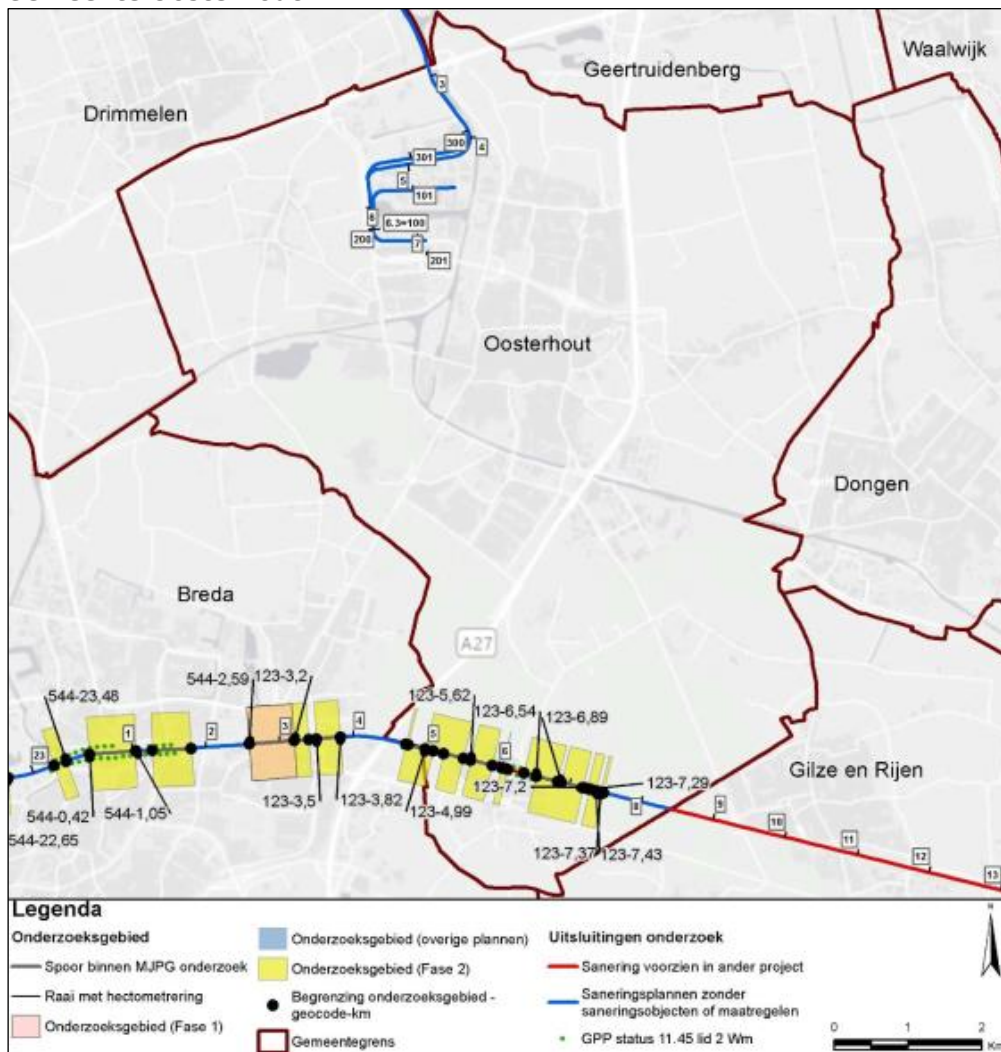 Waalwijk
Geertruidenberg
Drimmelen
3
300
4
301
5
101
6
6.3=100
200
7
201
Oosterhout
Dongen
Breda
A27
544-2,59
123-3,2
544-23,48
123-5,62
123-6,54
123-6,89
23
1
2
3
4
5
6
123-7,2
123-7,29
Gilze en Rijen
8
9
10
11
12
13
544-0,42
544-1,05
123-3,5
123-3,82
123-4,99
544-22,65
123-7,37
123-7,43
Legenda
Onderzoeksgebied
Spoor binnen MJPG onderzoek
Raai met hectometrering
Onderzoeksgebied (Fase 1)
Onderzoeksgebied (overige plannen)
Onderzoeksgebied (Fase 2)
Begrenzing onderzoeksgebied -
geocode-km
Gemeentegrens
Uitsluitingen onderzoek
Sanering voorzien in ander project
Saneringsplannen zonder
saneringsobjecten of maatregelen
GPP status 11.45 lid 2 Wm
N
0 1 2